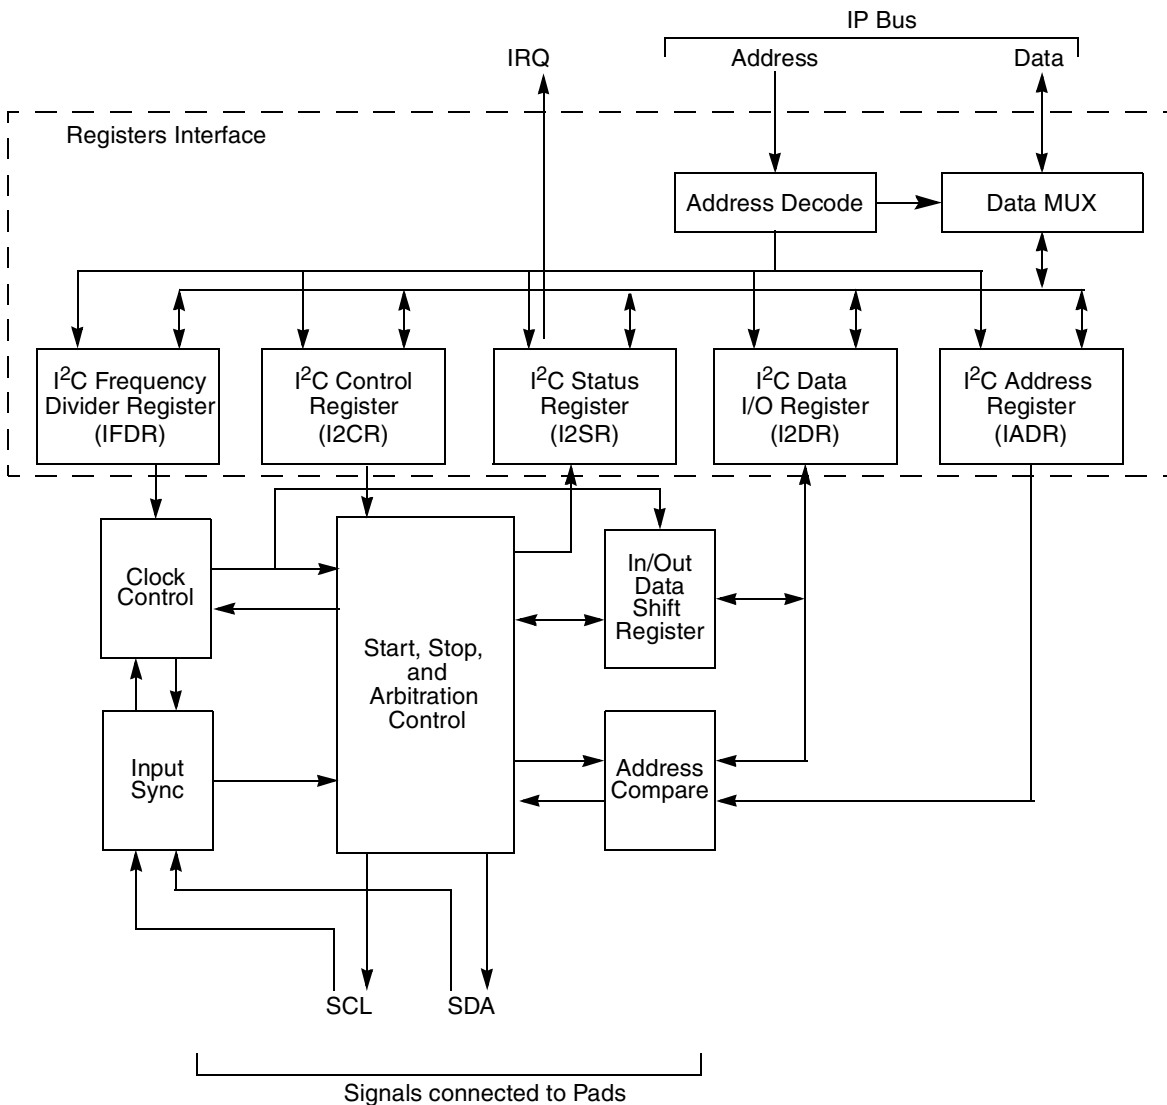 IP Bus
IRQ
Address
Data
Registers Interface
Address Decode
Data MUX
I²C Frequency
Divider Register
(IFDR)
I²C Control
Register
(I2CR)
I²C Status
Register
(I2SR)
I²C Data
I/O Register
(I2DR)
I²C Address
Register
(IADR)
Clock
Control
In/Out
Data
Shift
Register
Start, Stop,
and
Arbitration
Control
Input
Sync
Address
Compare
SCL
SDA
Signals connected to Pads